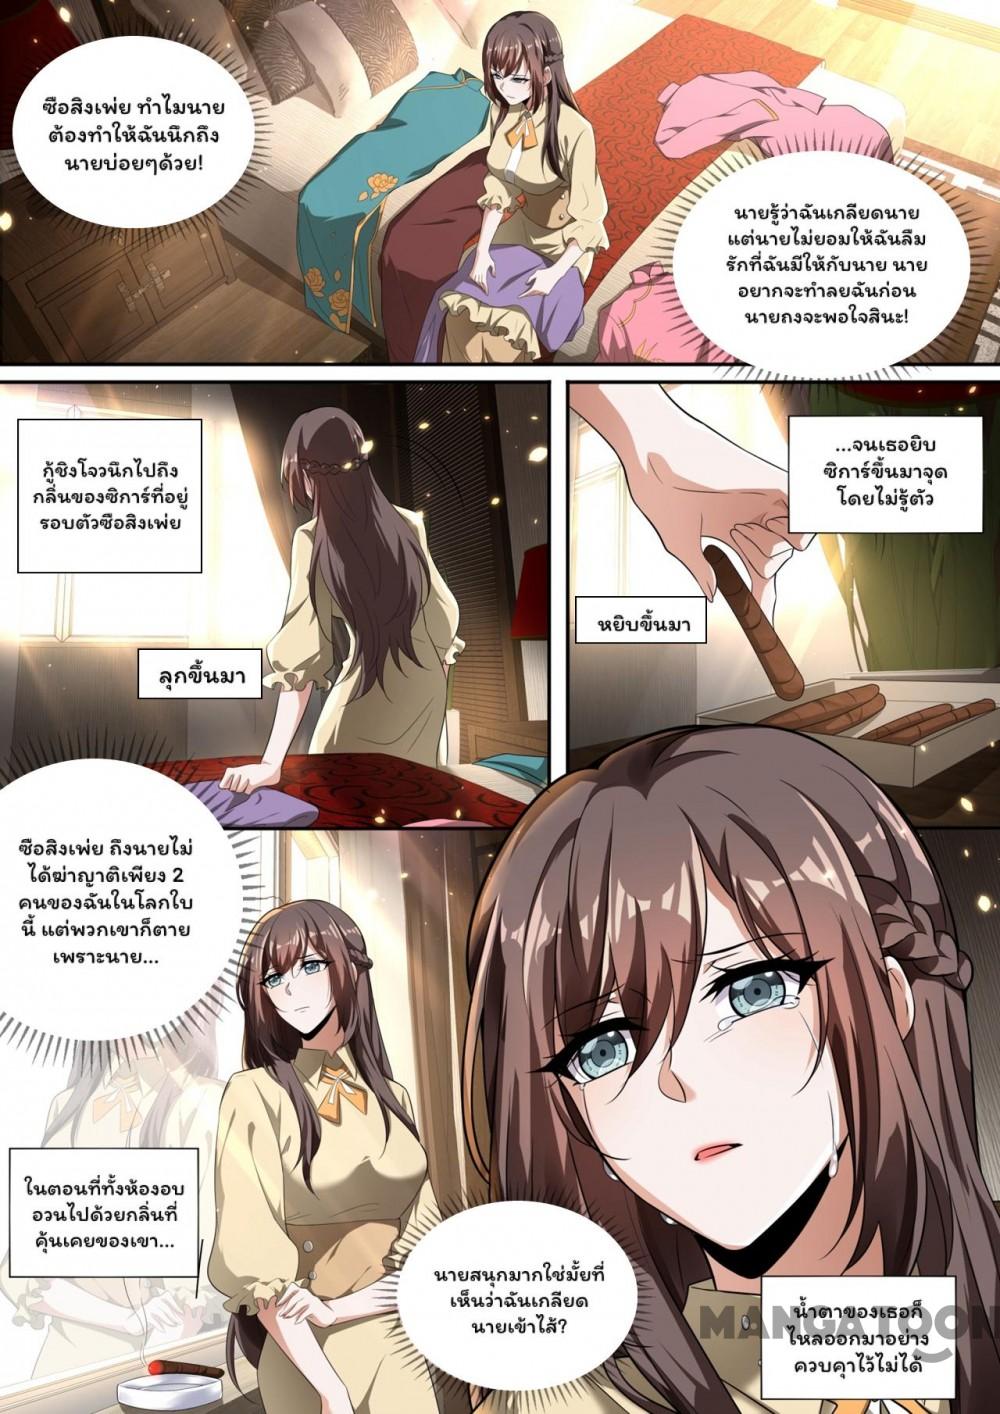 ซือสิงเฟย ทำไมนาย
ต้องทำให้ฉันนึกถึง
นายบ่อยๆด้วย!
นายรู้ว่าฉันเกลียดนาย
แต่นายไม่ยอมให้ฉันลืม
รักที่ฉันมีให้กับนาย นาย
อยากจะทำลยฉันก่อน
นายถงจะพอใจสินะ!
กู้ชิงโจวนึกไปถึง
กลิ่นของซิการ์ที่อยู่
รอบตัวซือสิงเฟย
ลุกขึ้นมา
...จนเธอยิบ
ซิการ์ขึ้นมาจุด
โดยไม่รู้ตัว
หยิบขึ้นมา
ซือสิงเฟย ถึงนายไม่
ได้ฆ่าญาติเพียง 2
คนของฉันในโลกใบ
นี้ แต่พวกเขาก็ตาย
เพราะนาย...
ในตอนที่ทั้งห้องอบ
อวนไปด้วยกลิ่นที่
คุ้นเคยของเขา...
นายสนุกมากใช่มั้ยที่
เห็นว่าฉันเกลียด
นายเข้าไส้?
น้ำตาของเธอก็
ไหลออกมาอย่าง
ควบคุาไว้ไม่ได้
MANGATOON